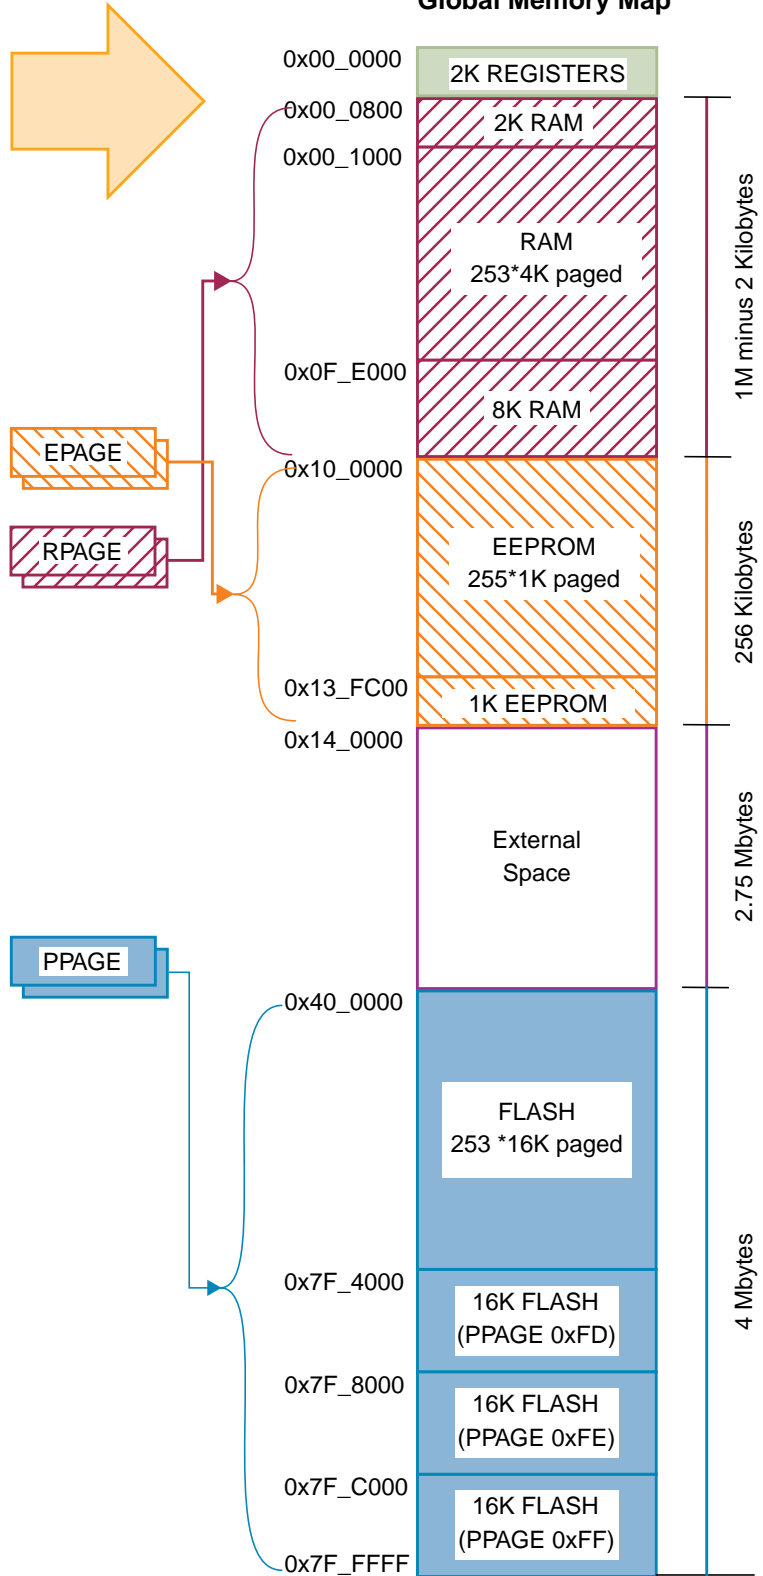 Global Memory Map
0x00_0000
2K REGISTERS
0x00_0800
2K RAM
0x00_1000
RAM
253*4K paged
1M minus 2 Kilobytes
0x0F_E000
8K RAM
EPAGE
0x10_0000
RPAGE
EEPROM
255*1K paged
256 Kilobytes
0x13_FC00
1K EEPROM
0x14_0000
External
Space
2.75 Mbytes
PPAGE
0x40_0000
FLASH
253 *16K paged
4 Mbytes
0x7F_4000
16K FLASH
(PPAGE 0xFD)
0x7F_8000
16K FLASH
(PPAGE 0xFE)
0x7F_C000
16K FLASH
(PPAGE 0xFF)
0x7F_FFFF